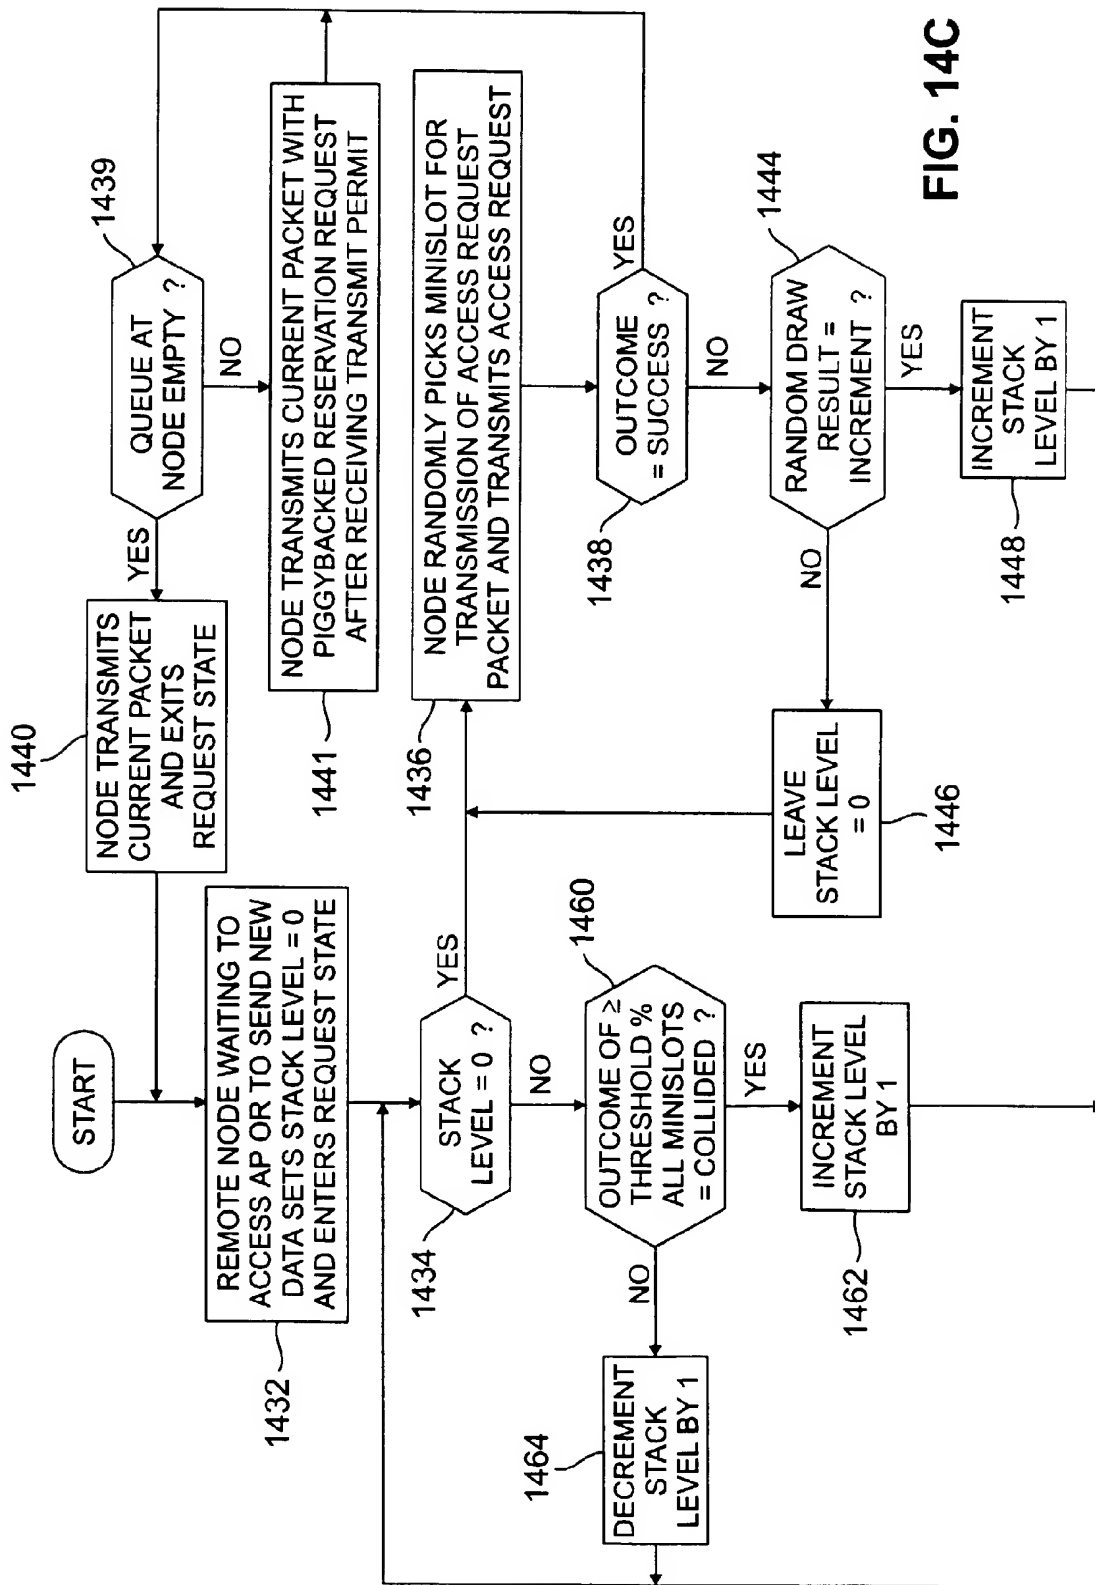 START
REMOTE NODE WAITING TO
ACCESS AP OR TO SEND NEW
DATA SETS STACK LEVEL = 0
AND ENTERS REQUEST STATE
1432
STACK
LEVEL = 0 ?
1434
YES
NO
OUTCOME OF ≥
THRESHOLD %
ALL MINISLOTS
= COLLIDED ?
1460
NO
YES
DECREMENT
STACK
LEVEL BY 1
1464
INCREMENT
STACK LEVEL
BY 1
1462
1440
NODE TRANSMITS
CURRENT PACKET
AND EXITS
REQUEST STATE
YES
QUEUE AT
NODE EMPTY ?
1439
NO
NODE TRANSMITS CURRENT PACKET WITH
PIGGYBACKED RESERVATION REQUEST
AFTER RECEIVING TRANSMIT PERMIT
1441
NODE RANDOMLY PICKS MINISLOT FOR
TRANSMISSION OF ACCESS REQUEST
PACKET AND TRANSMITS ACCESS REQUEST
1436
OUTCOME
= SUCCESS ?
1438
YES
NO
RANDOM DRAW
RESULT =
INCREMENT ?
1444
NO
YES
LEAVE
STACK LEVEL
= 0
1446
INCREMENT
STACK
LEVEL BY 1
1448
FIG. 14C